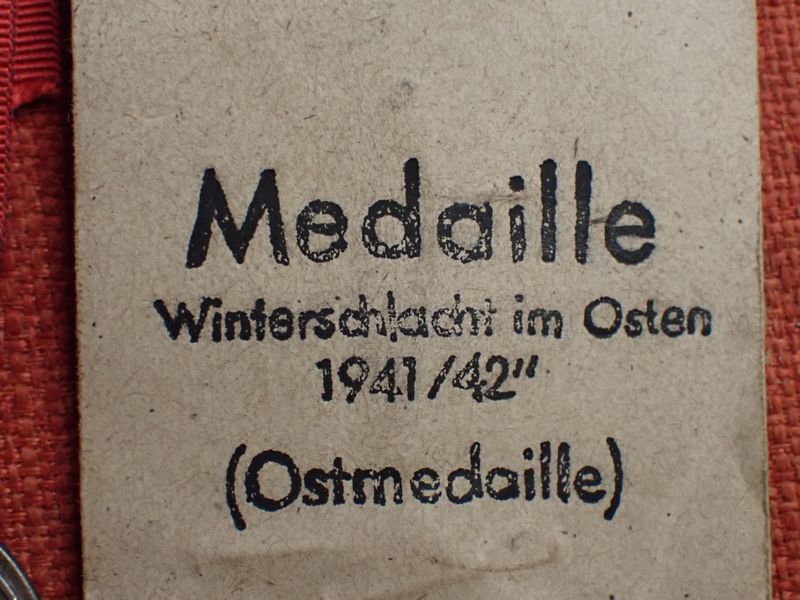 Medaille
Winterschlacht im Osten
1941/42"
(Ostmedaille)